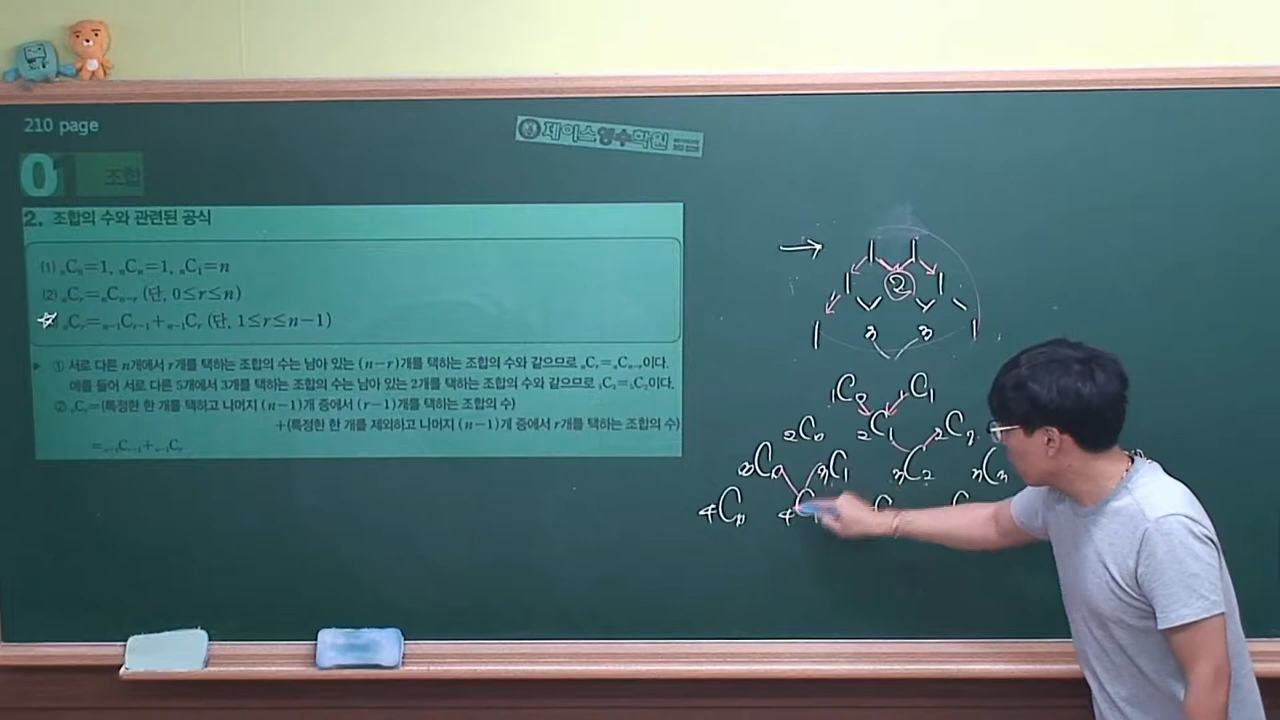 210 page
제이스영수학원
01 조합
2. 조합의 수와 관련된 공식
(1) ₙC₀=1, ₙCₙ=1, ₙC₁=n
(2) ₙCᵣ=ₙCₙ₋ᵣ (단, 0≤r≤n)
ₙCᵣ=ₙ₋₁Cᵣ₋₁+ₙ₋₁Cᵣ (단, 1≤r≤n-1)
▶ ① 서로 다른 n개에서 r개를 택하는 조합의 수는 남아 있는 (n-r)개를 택하는 조합의 수와 같으므로 ₙCᵣ=ₙCₙ₋ᵣ이다.
예를 들어 서로 다른 5개에서 3개를 택하는 조합의 수는 남아 있는 2개를 택하는 조합의 수와 같으므로 ₅C₃=₅C₂이다.
② ₙCᵣ=(특정한 한 개를 택하고 나머지 (n-1)개 중에서 (r-1)개를 택하는 조합의 수)
+(특정한 한 개를 제외하고 나머지 (n-1)개 중에서 r개를 택하는 조합의 수)
=ₙ₋₁Cᵣ₋₁+ₙ₋₁Cᵣ
→ 1 1
1 2 1
1 3 3 1
₁C₀ ₁C₁
₂C₀ ₂C₁ ₂C₂
₃C₀ ₃C₁ ₃C₂ ₃C₃
₄C₀ ₄C₁ C C